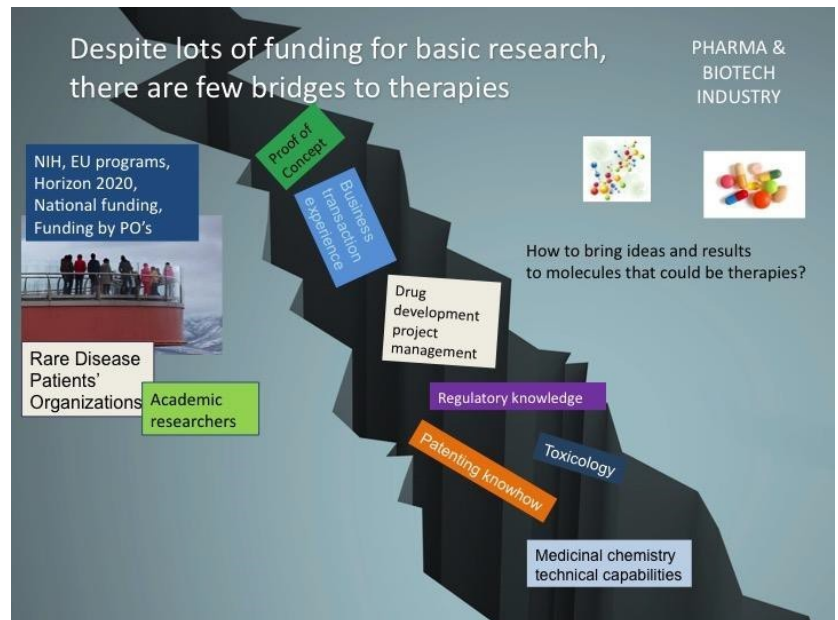 Despite lots of funding for basic research,
there are few bridges to therapies
PHARMA &
BIOTECH
INDUSTRY
NIH, EU programs,
Horizon 2020,
National funding,
Funding by PO's
Rare Disease
Patients'
Organizations
Academic
researchers
Proof of
Concept
Business
transaction
experience
Drug
development
project
management
Regulatory knowledge
Patenting knowhow
Toxicology
Medicinal chemistry
technical capabilities
How to bring ideas and results
to molecules that could be therapies?